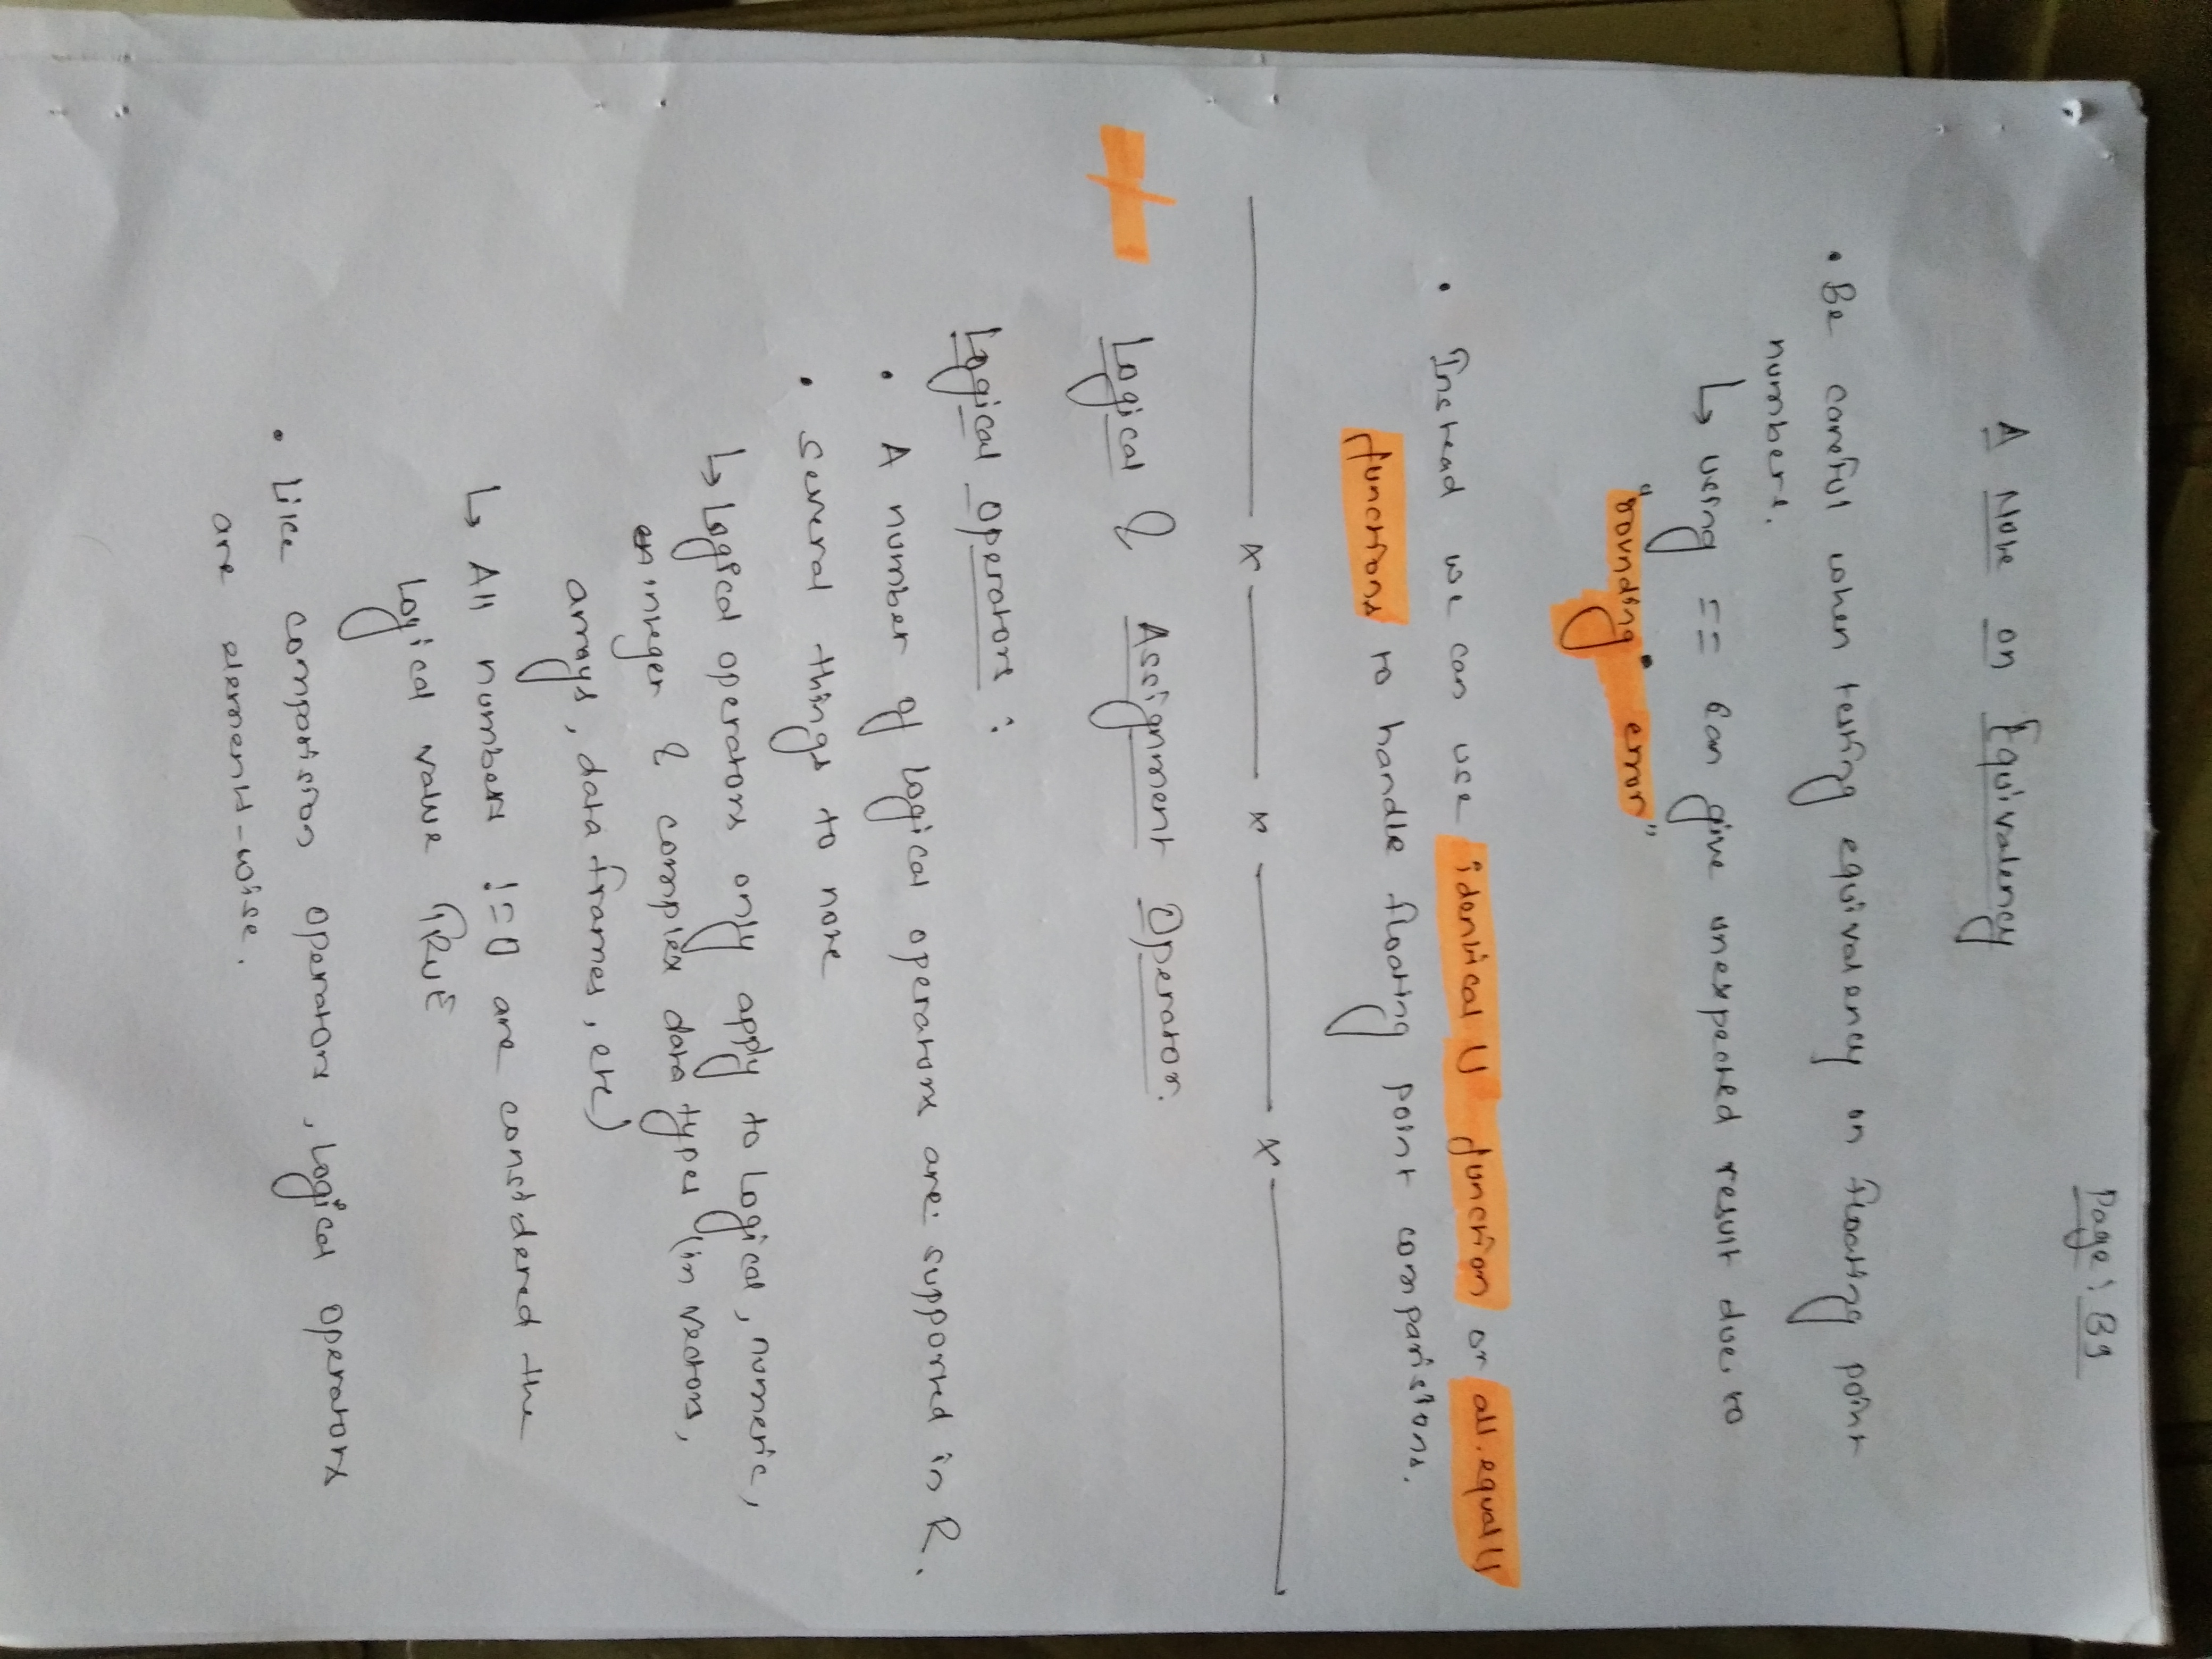 Page: B9
A Note on Equivalency
• Be careful when testing equivalency on floating point
numbers.
↳ using == can give unexpected result due to
"rounding error"
• Instead we can use identical() function or all.equal()
functions to handle floating point comparisions.
x x x
Logical & Assignment Operator.
Logical Operators :
• A number of logical operators are supported in R.
• several things to note
↳ Logical operators only apply to logical, numeric,
integer & complex data types (in vectors,
arrays, data frames, etc)
↳ All numbers != 0 are considered the
logical value TRUE
• Like comparision operators, logical operators
are element-wise.